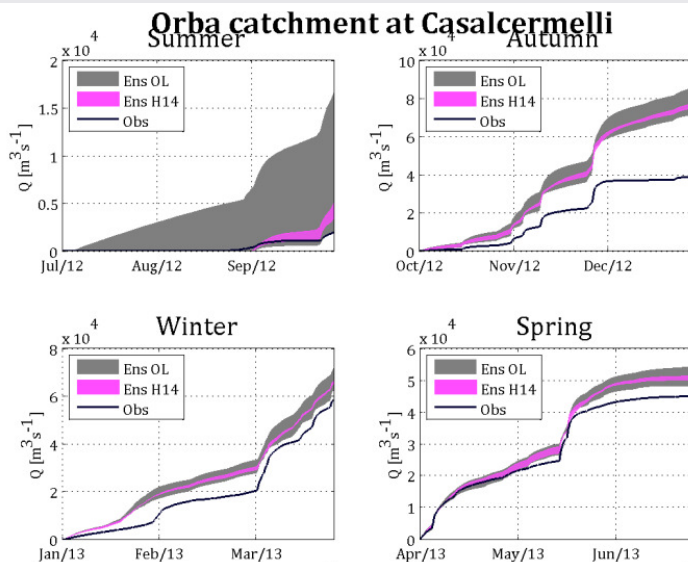 Orba catchment at Casalcermelli
Summer
x 10^4
2
1.5
1
0.5
0
Q [m^3s^-1]
Ens OL
Ens H14
Obs
Jul/12 Aug/12 Sep/12
Autumn
x 10^4
10
8
6
4
2
0
Q [m^3s^-1]
Ens OL
Ens H14
Obs
Oct/12 Nov/12 Dec/12
Winter
x 10^4
8
6
4
2
0
Q [m^3s^-1]
Ens OL
Ens H14
Obs
Jan/13 Feb/13 Mar/13
Spring
x 10^4
6
5
4
3
2
1
0
Q [m^3s^-1]
Ens OL
Ens H14
Obs
Apr/13 May/13 Jun/13